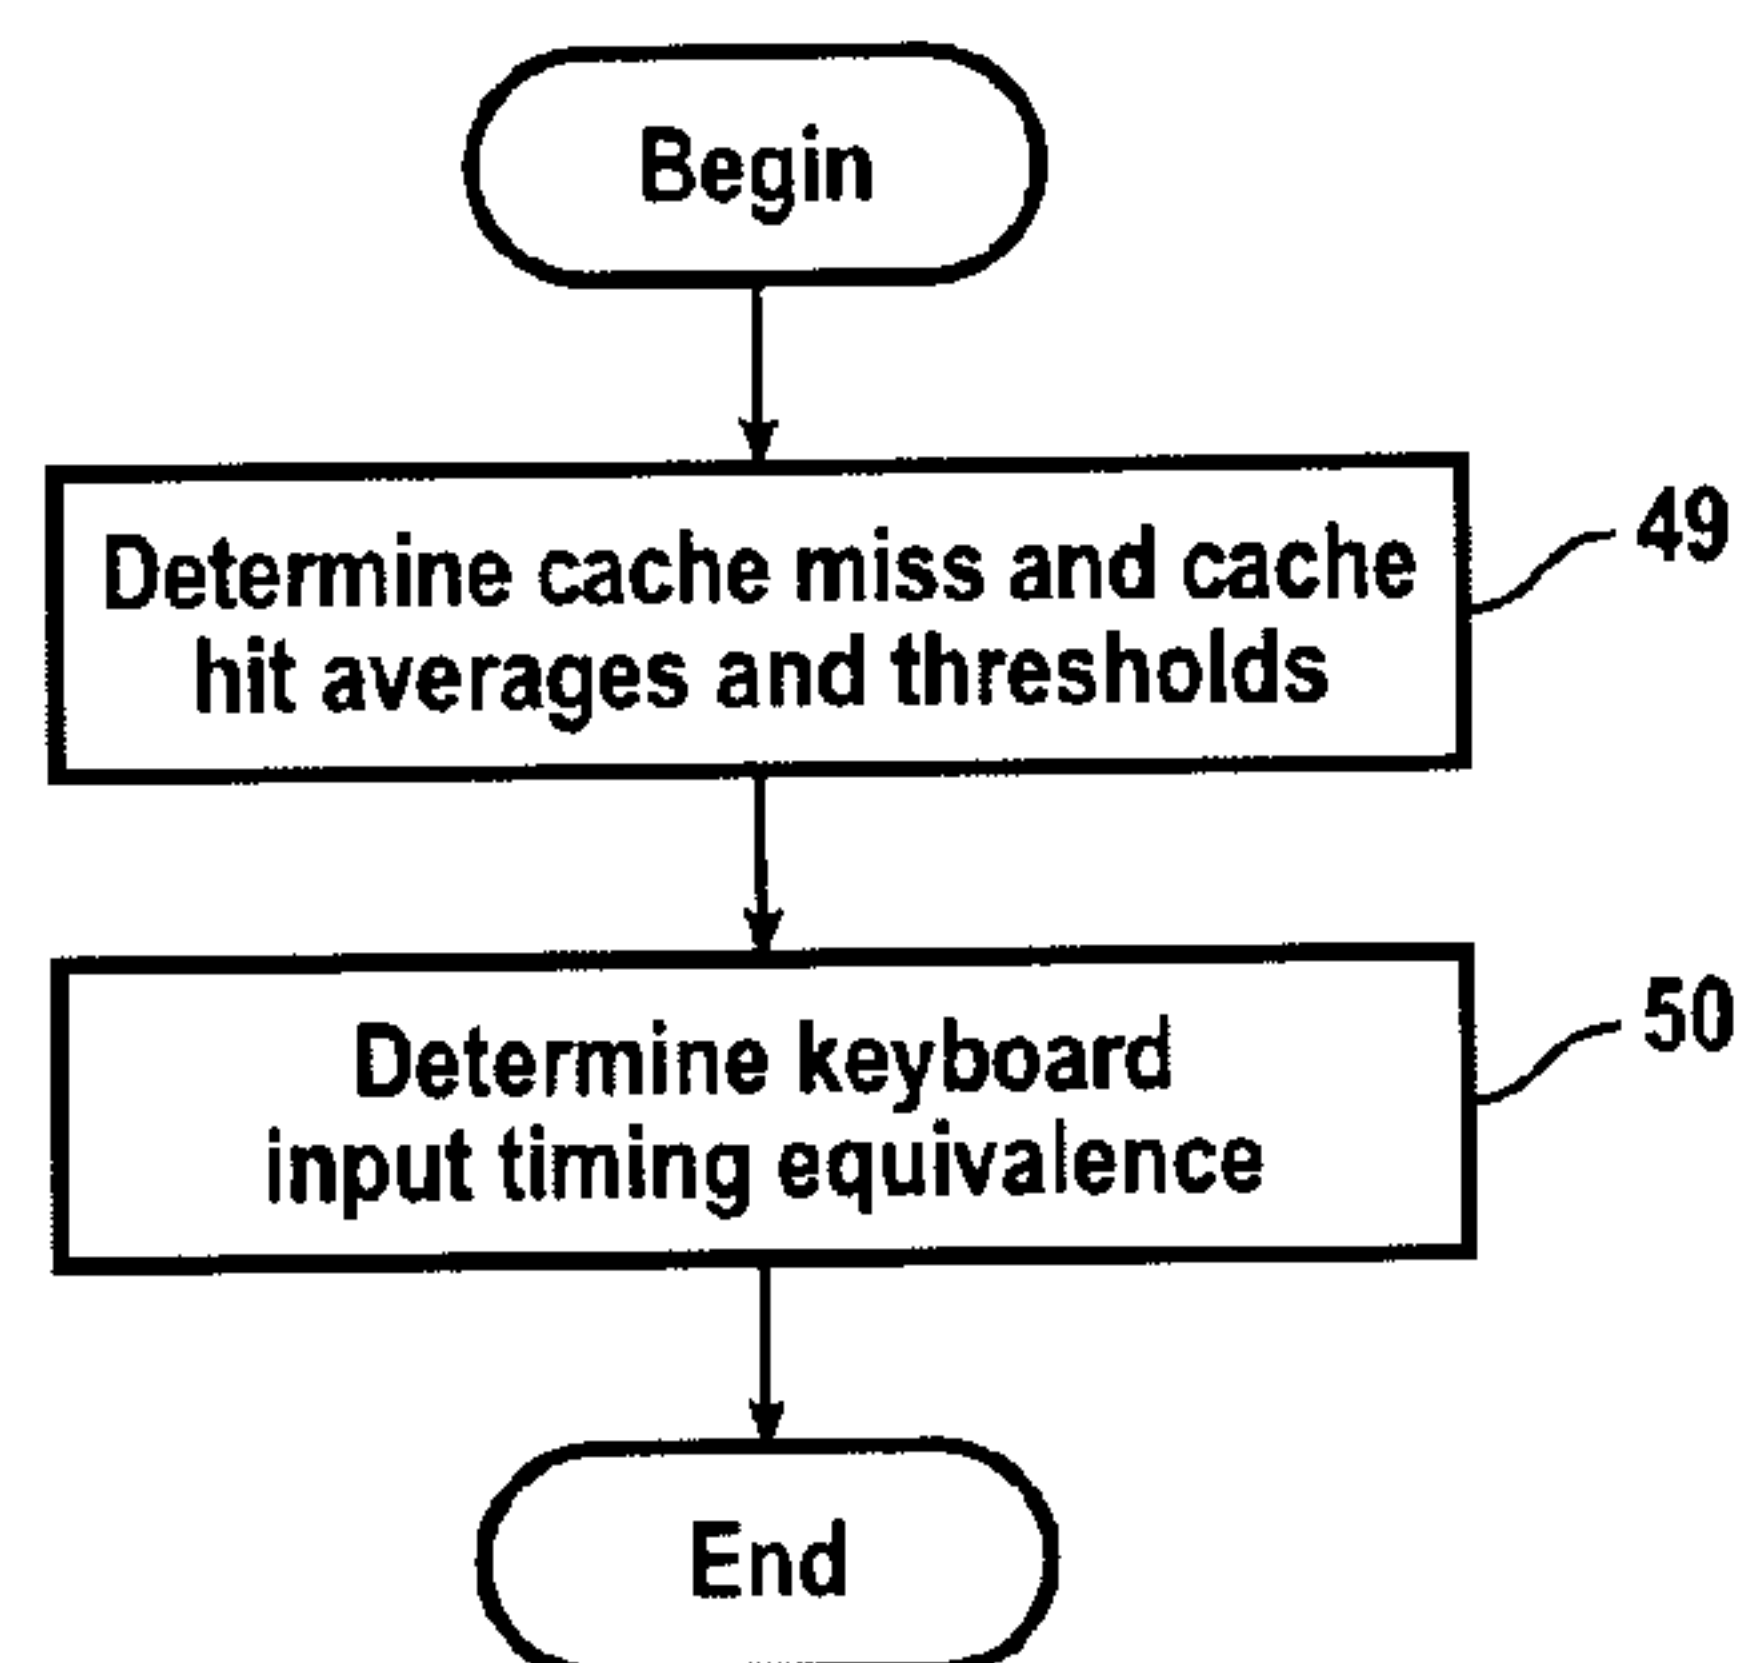 Begin
Determine cache miss and cache
hit averages and thresholds
49
Determine keyboard
input timing equivalence
50
End